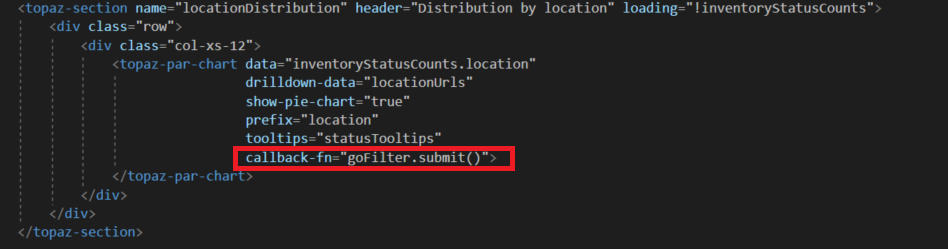 <topaz-section name="locationDistribution" header="Distribution by location" loading="!inventoryStatusCounts">
<div class="row">
<div class="col-xs-12">
<topaz-par-chart data="inventoryStatusCounts.location"
drilldown-data="locationUrls"
show-pie-chart="true"
prefix="location"
tooltips="statusTooltips"
callback-fn="goFilter.submit()">
</topaz-par-chart>
</div>
</div>
</topaz-section>